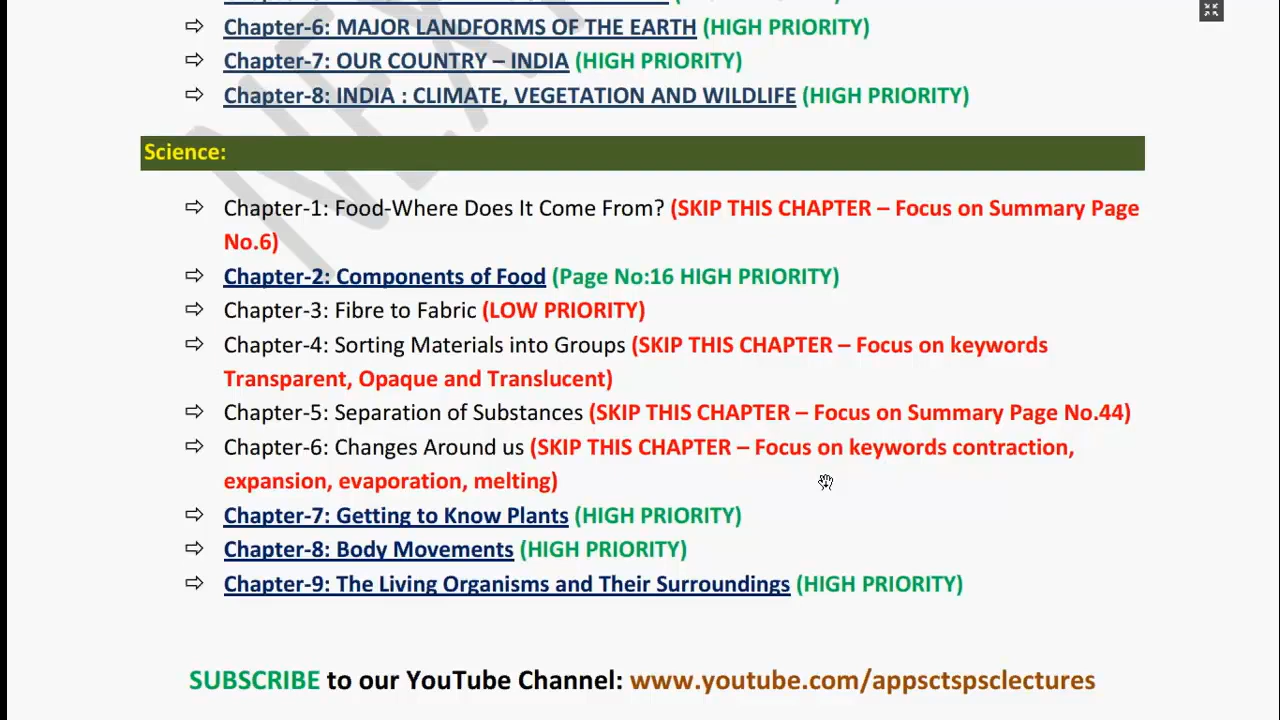 ⇨ Chapter-6: MAJOR LANDFORMS OF THE EARTH (HIGH PRIORITY)
⇨ Chapter-7: OUR COUNTRY – INDIA (HIGH PRIORITY)
⇨ Chapter-8: INDIA : CLIMATE, VEGETATION AND WILDLIFE (HIGH PRIORITY)
Science:
⇨ Chapter-1: Food-Where Does It Come From? (SKIP THIS CHAPTER – Focus on Summary Page
No.6)
⇨ Chapter-2: Components of Food (Page No:16 HIGH PRIORITY)
⇨ Chapter-3: Fibre to Fabric (LOW PRIORITY)
⇨ Chapter-4: Sorting Materials into Groups (SKIP THIS CHAPTER – Focus on keywords
Transparent, Opaque and Translucent)
⇨ Chapter-5: Separation of Substances (SKIP THIS CHAPTER – Focus on Summary Page No.44)
⇨ Chapter-6: Changes Around us (SKIP THIS CHAPTER – Focus on keywords contraction,
expansion, evaporation, melting)
⇨ Chapter-7: Getting to Know Plants (HIGH PRIORITY)
⇨ Chapter-8: Body Movements (HIGH PRIORITY)
⇨ Chapter-9: The Living Organisms and Their Surroundings (HIGH PRIORITY)
SUBSCRIBE to our YouTube Channel: www.youtube.com/appsctspsclectures